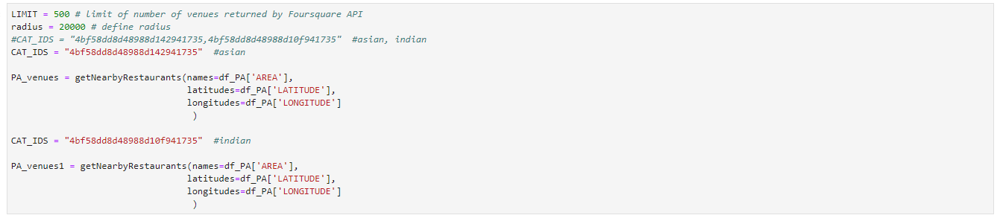 LIMIT = 500 # limit of number of venues returned by Foursquare API
radius = 20000 # define radius
#CAT_IDS = "4bf58dd8d48988d142941735,4bf58dd8d48988d10f941735"  #asian, indian
CAT_IDS = "4bf58dd8d48988d142941735"  #asian
PA_venues = getNearbyRestaurants(names=df_PA['AREA'],
latitudes=df_PA['LATITUDE'],
longitudes=df_PA['LONGITUDE']
)
CAT_IDS = "4bf58dd8d48988d10f941735"  #indian
PA_venues1 = getNearbyRestaurants(names=df_PA['AREA'],
latitudes=df_PA['LATITUDE'],
longitudes=df_PA['LONGITUDE']
)